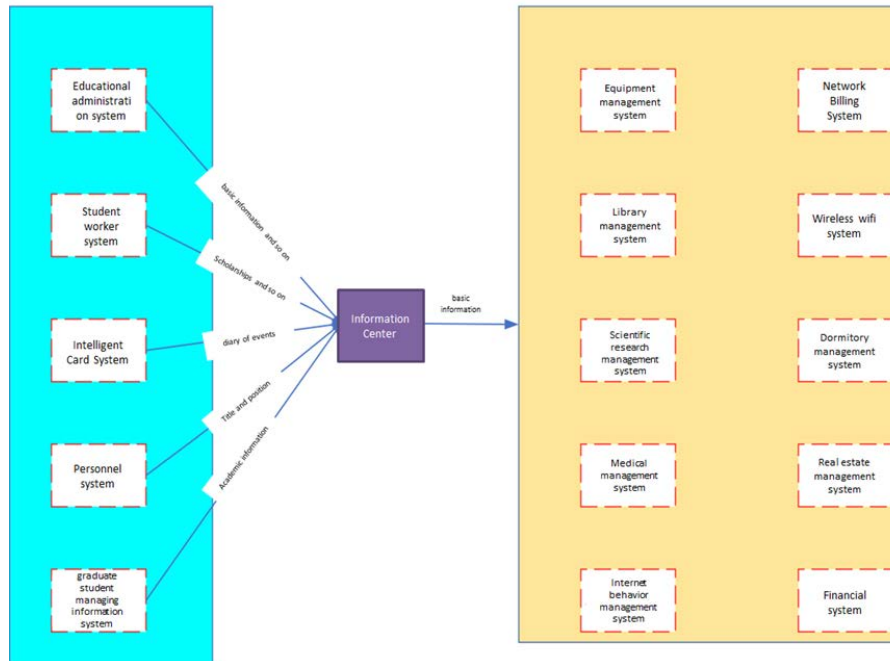 Educational
administrati
on system
Student
worker
system
Intelligent
Card System
Personnel
system
graduate
student
managing
information
system
basic information and so on
Scholarships and so on
diary of events
Title and position
Academic information
Information
Center
basic
information
Equipment
management
system
Network
Billing
System
Library
management
system
Wireless wifi
system
Scientific
research
management
system
Dormitory
management
system
Medical
management
system
Real estate
management
system
Internet
behavior
management
system
Financial
system